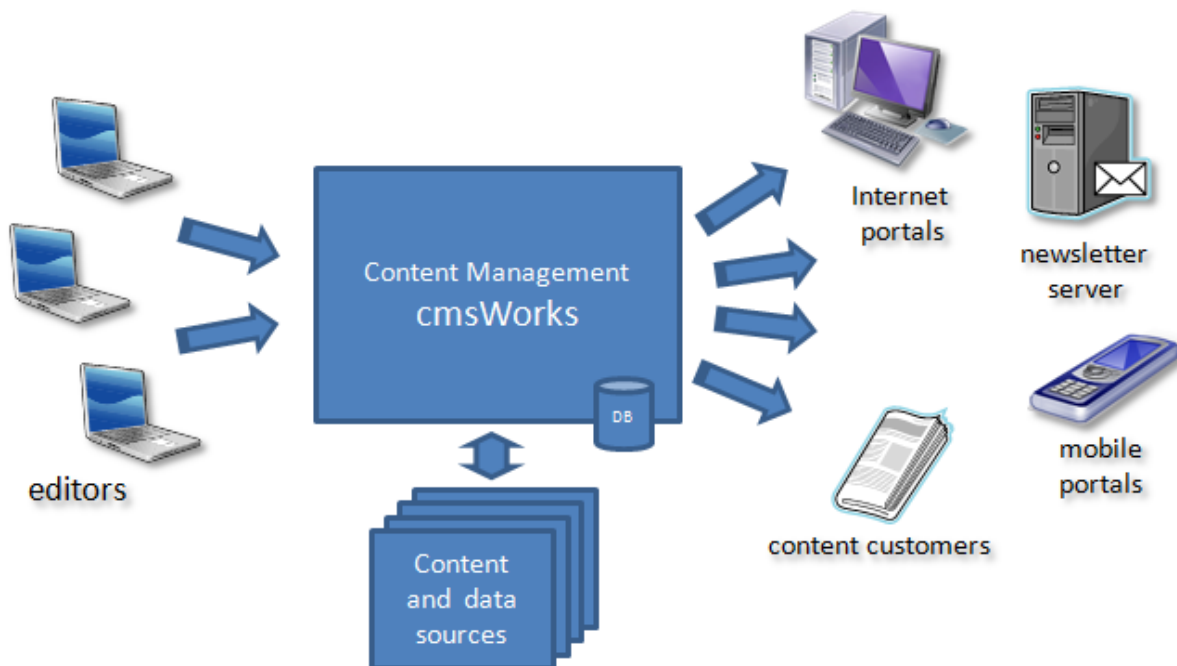 Internet
portals
newsletter
server
Content Management
cmsWorks
DB
editors
mobile
portals
content customers
Content
and data
sources